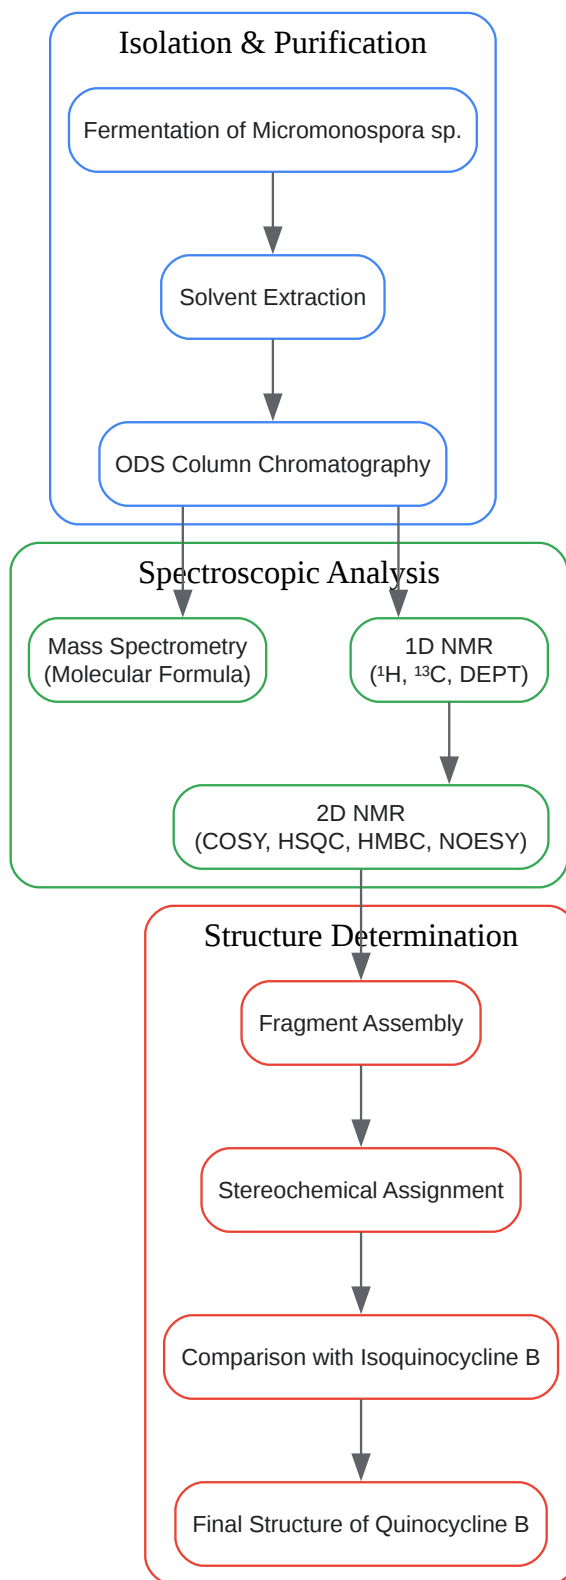 Isolation & Purification
Fermentation of Micromonospora sp.
Solvent Extraction
ODS Column Chromatography
Spectroscopic Analysis
Mass Spectrometry
(Molecular Formula)
1D NMR
(¹H, ¹³C, DEPT)
2D NMR
(COSY, HSQC, HMBC, NOESY)
Structure Determination
Fragment Assembly
Stereochemical Assignment
Comparison with Isoquinocycline B
Final Structure of Quinocycline B